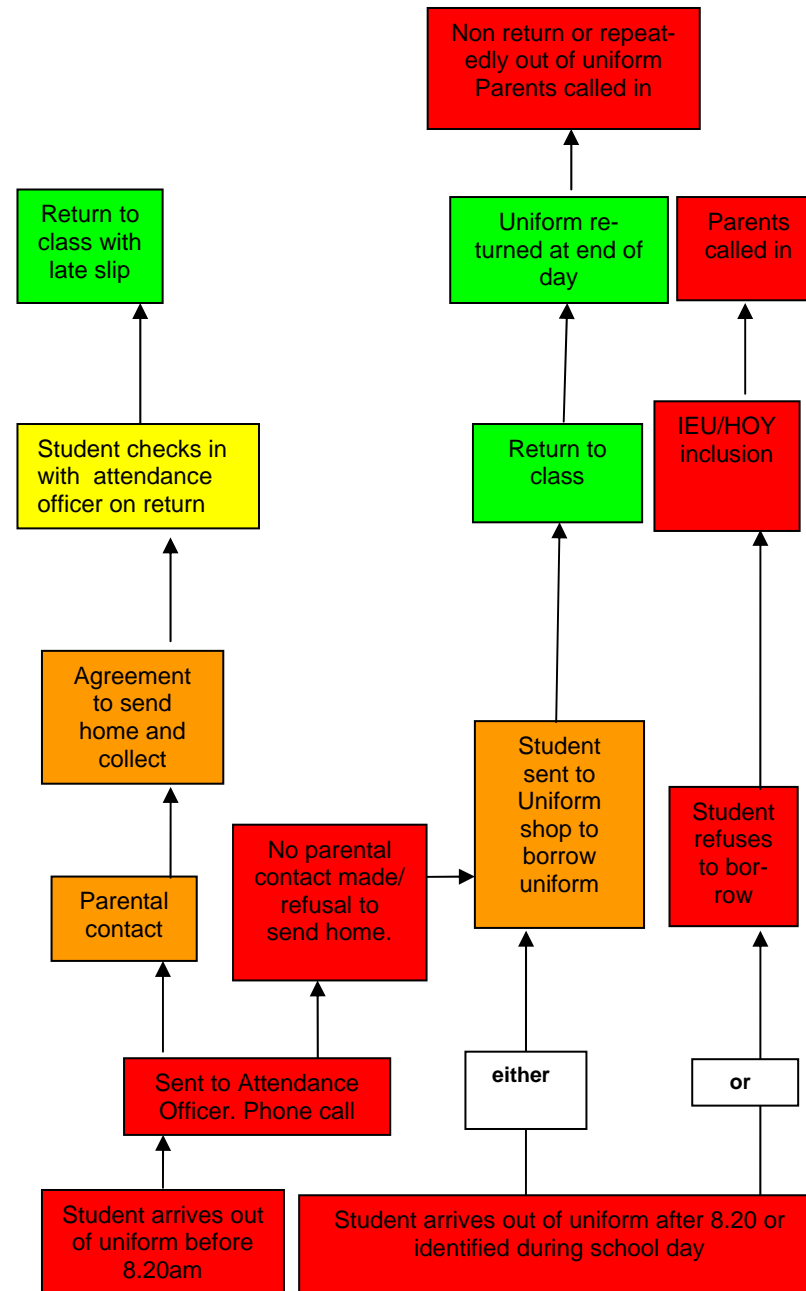 Non return or repeat-
edly out of uniform
Parents called in
Return to
class with
late slip
Uniform re-
turned at end of
day
Parents
called in
Student checks in
with attendance
officer on return
Return to
class
IEU/HOY
inclusion
Agreement
to send
home and
collect
Student
sent to
Uniform
shop to
borrow
uniform
Student
refuses
to bor-
row
No parental
contact made/
refusal to
send home.
Parental
contact
Sent to Attendance
Officer. Phone call
either
or
Student arrives out
of uniform before
8.20am
Student arrives out of uniform after 8.20 or
identified during school day